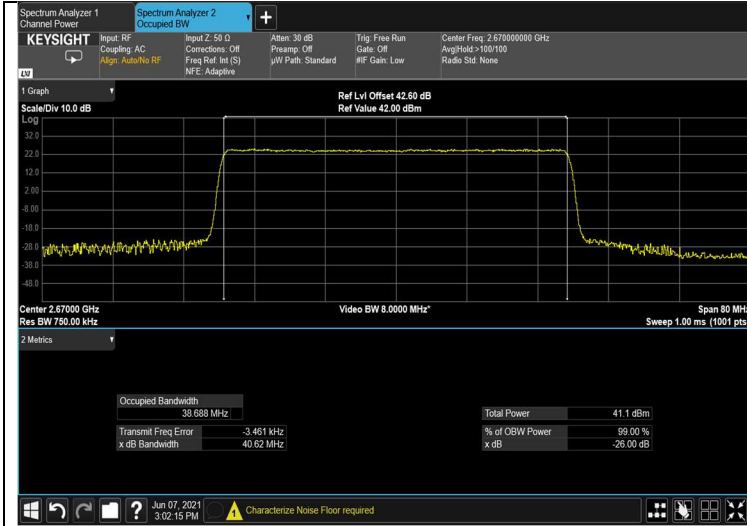 Spectrum Analyzer 1
Channel Power
Spectrum Analyzer 2
Occupied BW
+
KEYSIGHT
LXI
Input: RF
Coupling: AC
Align: Auto/No RF
Input Z: 50 Ω
Corrections: Off
Freq Ref: Int (S)
NFE: Adaptive
Atten: 30 dB
Preamp: Off
µW Path: Standard
Trig: Free Run
Gate: Off
#IF Gain: Low
Center Freq: 2.670000000 GHz
Avg|Hold:>100/100
Radio Std: None
1 Graph
Scale/Div 10.0 dB
Ref Lvl Offset 42.60 dB
Ref Value 42.00 dBm
Log
32.0
22.0
12.0
2.00
-8.00
-18.0
-28.0
-38.0
-48.0
Center 2.67000 GHz
Res BW 750.00 kHz
Video BW 8.0000 MHz*
Span 80 MHz
Sweep 1.00 ms (1001 pts
2 Metrics
Occupied Bandwidth
38.688 MHz
Transmit Freq Error -3.461 kHz
x dB Bandwidth 40.62 MHz
Total Power 41.1 dBm
% of OBW Power 99.00 %
x dB -26.00 dB
?
Jun 07, 2021
3:02:15 PM
1
Characterize Noise Floor required